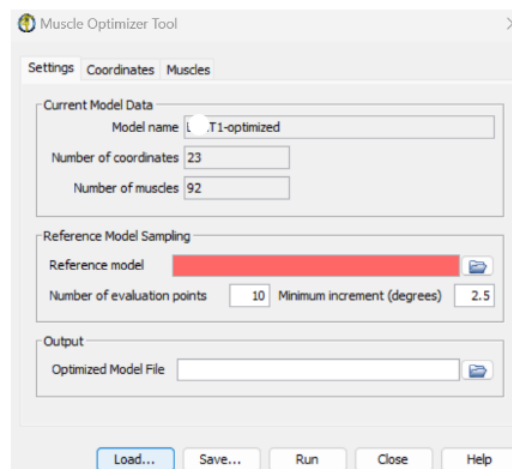 Muscle Optimizer Tool
Settings Coordinates Muscles
Current Model Data
Model name .T1-optimized
Number of coordinates 23
Number of muscles 92
Reference Model Sampling
Reference model
Number of evaluation points 10 Minimum increment (degrees) 2.5
Output
Optimized Model File
Load... Save... Run Close Help